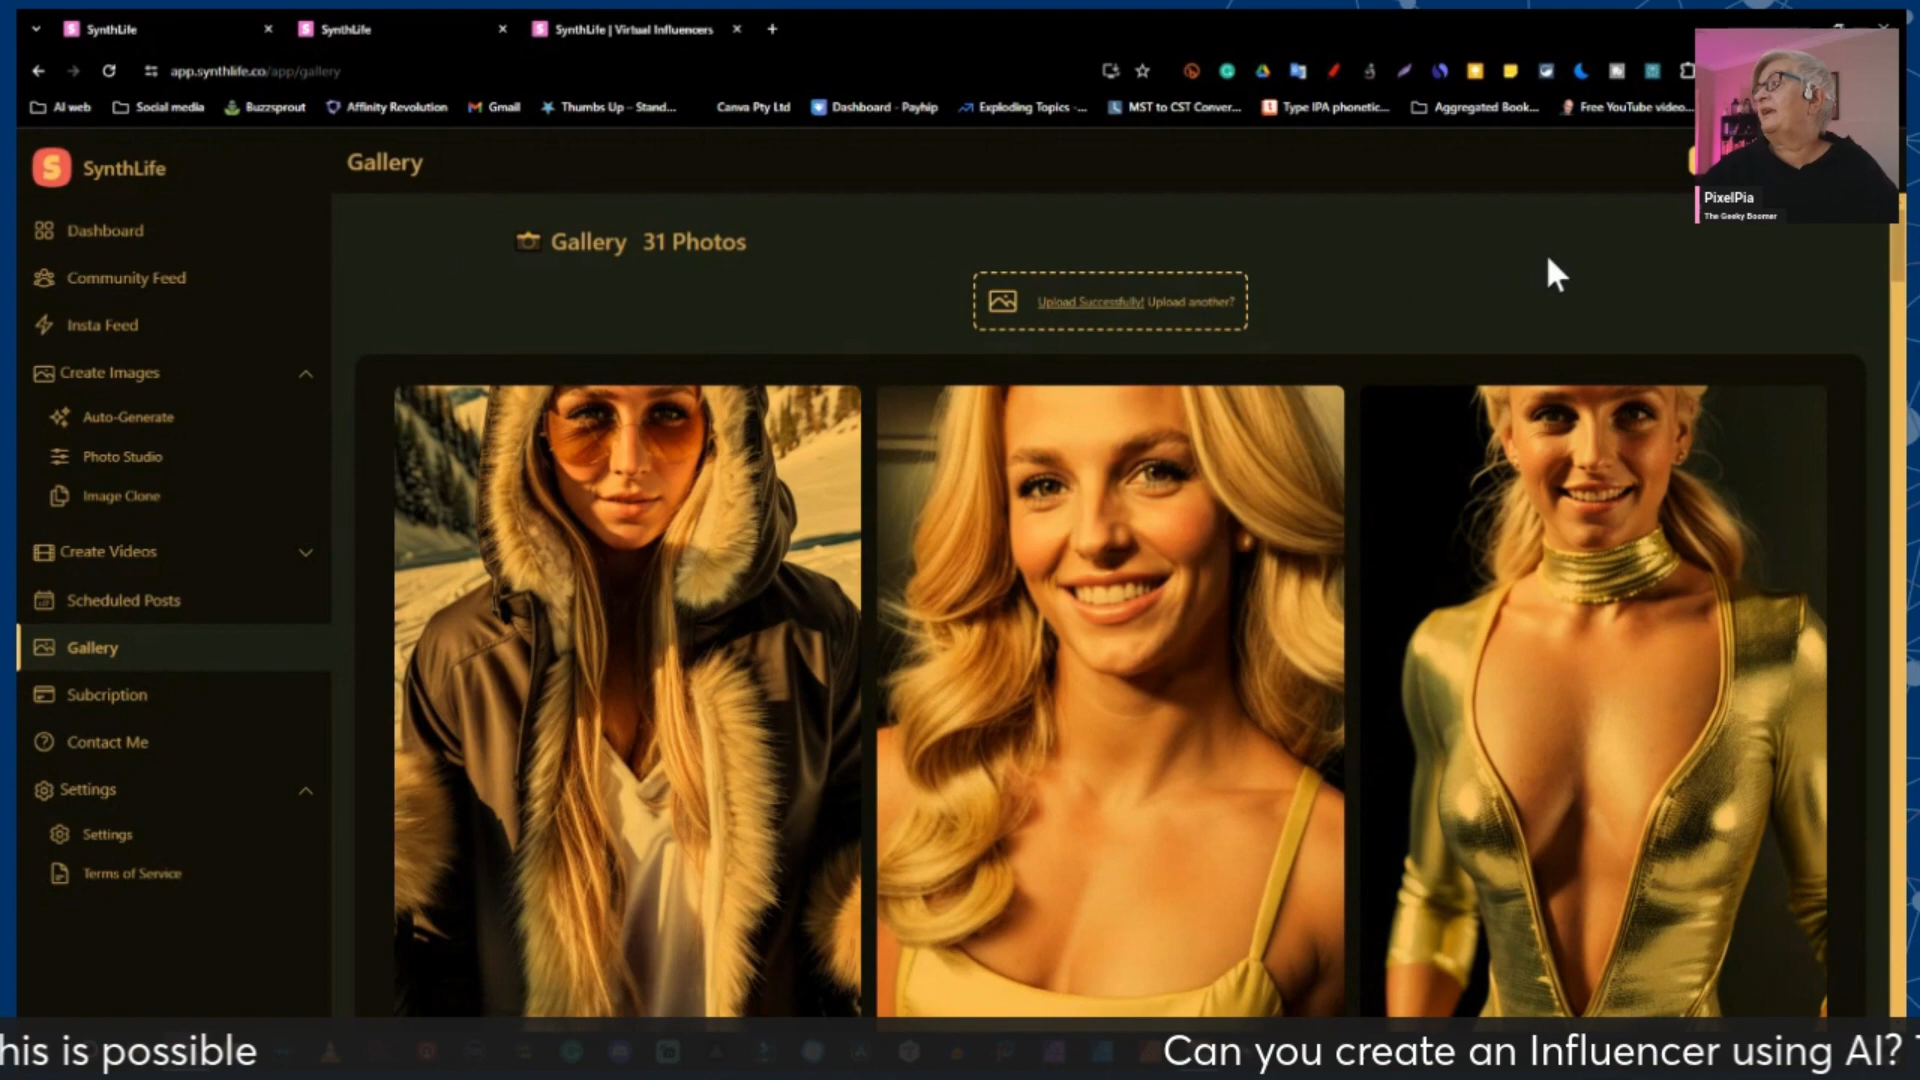 SynthLife
SynthLife
SynthLife | Virtual Influencers
app.synthlife.co/app/gallery
AI web
Social media
Buzzsprout
Affinity Revolution
Gmail
Thumbs Up – Stand...
Canva Pty Ltd
Dashboard - Payhip
Exploding Topics -...
MST to CST Conver...
Type IPA phonetic...
Aggregated Book...
Free YouTube video...
PixelPia
The Geeky Boomer
S
SynthLife
Gallery
Dashboard
Community Feed
Insta Feed
Create Images
Auto-Generate
Photo Studio
Image Clone
Create Videos
Scheduled Posts
Gallery
Subcription
Contact Me
Settings
Settings
Terms of Service
Gallery 31 Photos
Upload Successfully! Upload another?
his is possible
Can you create an Influencer using AI?